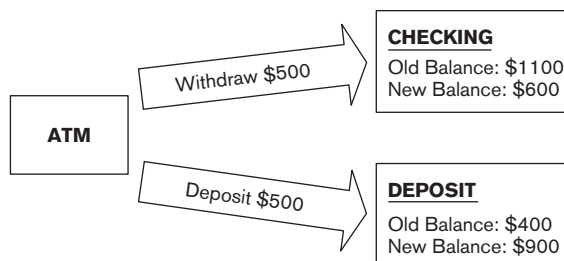 ATM
Withdraw $500
CHECKING
Old Balance: $1100
New Balance: $600
Deposit $500
DEPOSIT
Old Balance: $400
New Balance: $900